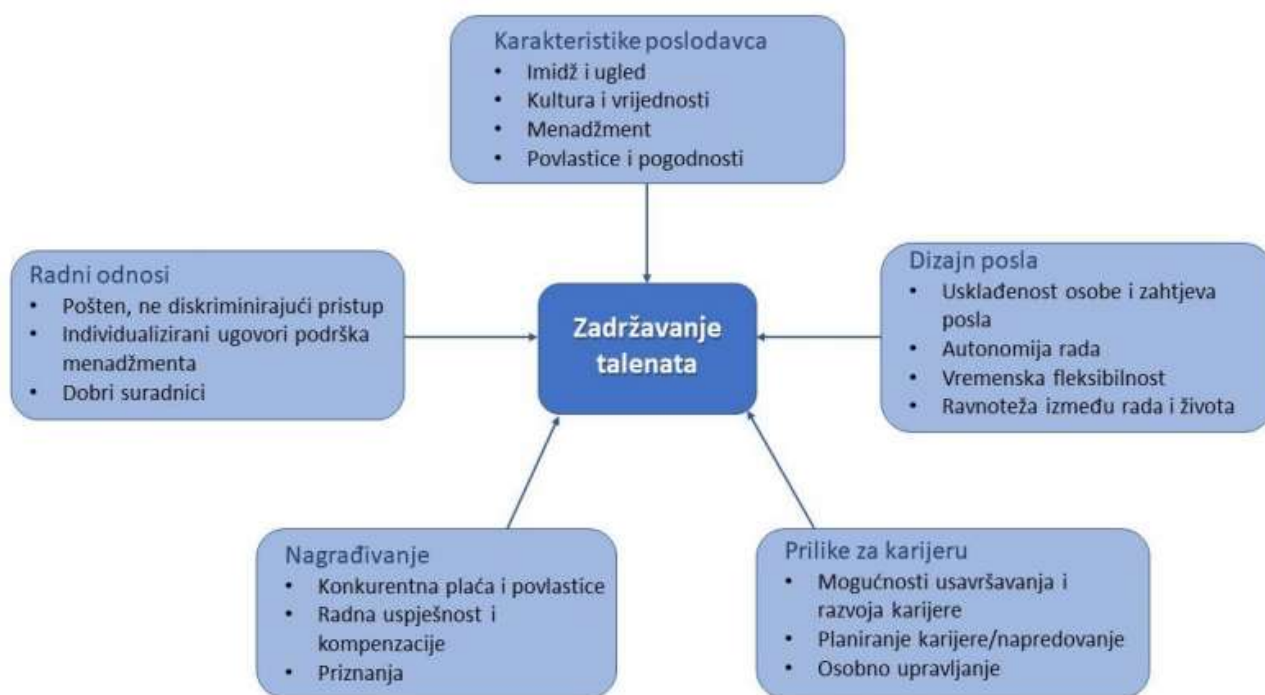 Karakteristike poslodavca
• Imidž i ugled
• Kultura i vrijednosti
• Menadžment
• Povlastice i pogodnosti
Radni odnosi
• Pošten, ne diskriminirajući pristup
• Individualizirani ugovori podrška
menadžmenta
• Dobri suradnici
Zadržavanje
talenata
Dizajn posla
• Usklađenost osobe i zahtjeva
posla
• Autonomija rada
• Vremenska fleksibilnost
• Ravnoteža između rada i života
Nagrađivanje
• Konkurentna plaća i povlastice
• Radna uspješnost i
kompenzacije
• Priznanja
Prilike za karijeru
• Mogućnosti usavršavanja i
razvoja karijere
• Planiranje karijere/napredovanje
• Osobno upravljanje